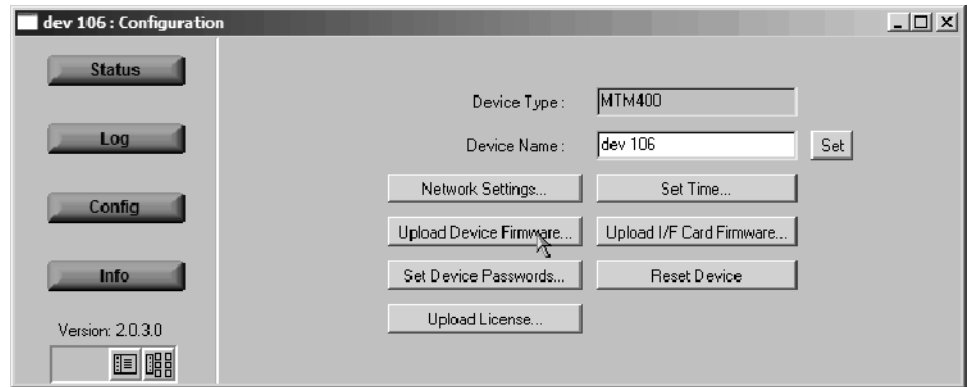 dev 106 : Configuration
Status
Log
Config
Info
Version: 2.0.3.0
Device Type :
MTM400
Device Name :
dev 106
Set
Network Settings...
Set Time...
Upload Device Firmware...
Upload I/F Card Firmware...
Set Device Passwords...
Reset Device
Upload License...